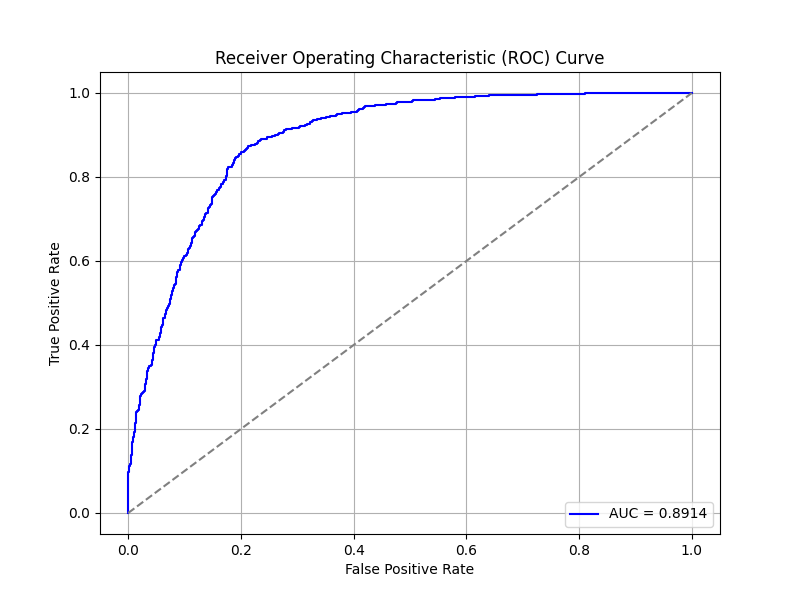 Receiver Operating Characteristic (ROC) Curve
True Positive Rate
1.0
0.8
0.6
0.4
0.2
0.0
AUC = 0.8914
0.0 0.2 0.4 0.6 0.8 1.0
False Positive Rate